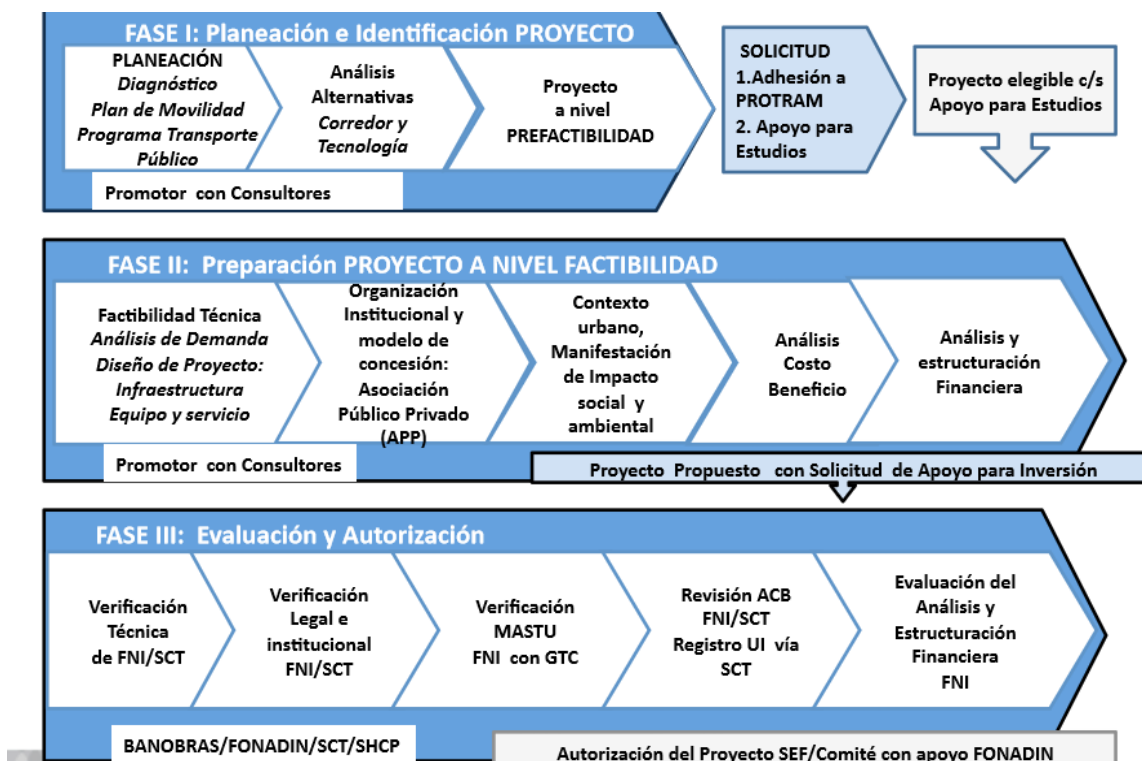 FASE I: Planeación e Identificación PROYECTO
PLANEACIÓN
Diagnóstico
Plan de Movilidad
Programa Transporte
Público
Análisis
Alternativas
Corredor y
Tecnología
Proyecto
a nivel
PREFACTIBILIDAD
Promotor con Consultores
SOLICITUD
1.Adhesión a
PROTRAM
2. Apoyo para
Estudios
Proyecto elegible c/s
Apoyo para Estudios
FASE II: Preparación PROYECTO A NIVEL FACTIBILIDAD
Factibilidad Técnica
Análisis de Demanda
Diseño de Proyecto:
Infraestructura
Equipo y servicio
Organización
Institucional y
modelo de
concesión:
Asociación
Público Privado
(APP)
Contexto
urbano,
Manifestación
de Impacto
social y
ambiental
Análisis
Costo
Beneficio
Análisis y
estructuración
Financiera
Promotor con Consultores
Proyecto Propuesto con Solicitud de Apoyo para Inversión
FASE III: Evaluación y Autorización
Verificación
Técnica
de FNI/SCT
Verificación
Legal e
institucional
FNI/SCT
Verificación
MASTU
FNI con GTC
Revisión ACB
FNI/SCT
Registro UI vía
SCT
Evaluación del
Análisis y
Estructuración
Financiera
FNI
BANOBRAS/FONADIN/SCT/SHCP
Autorización del Proyecto SEF/Comité con apoyo FONADIN